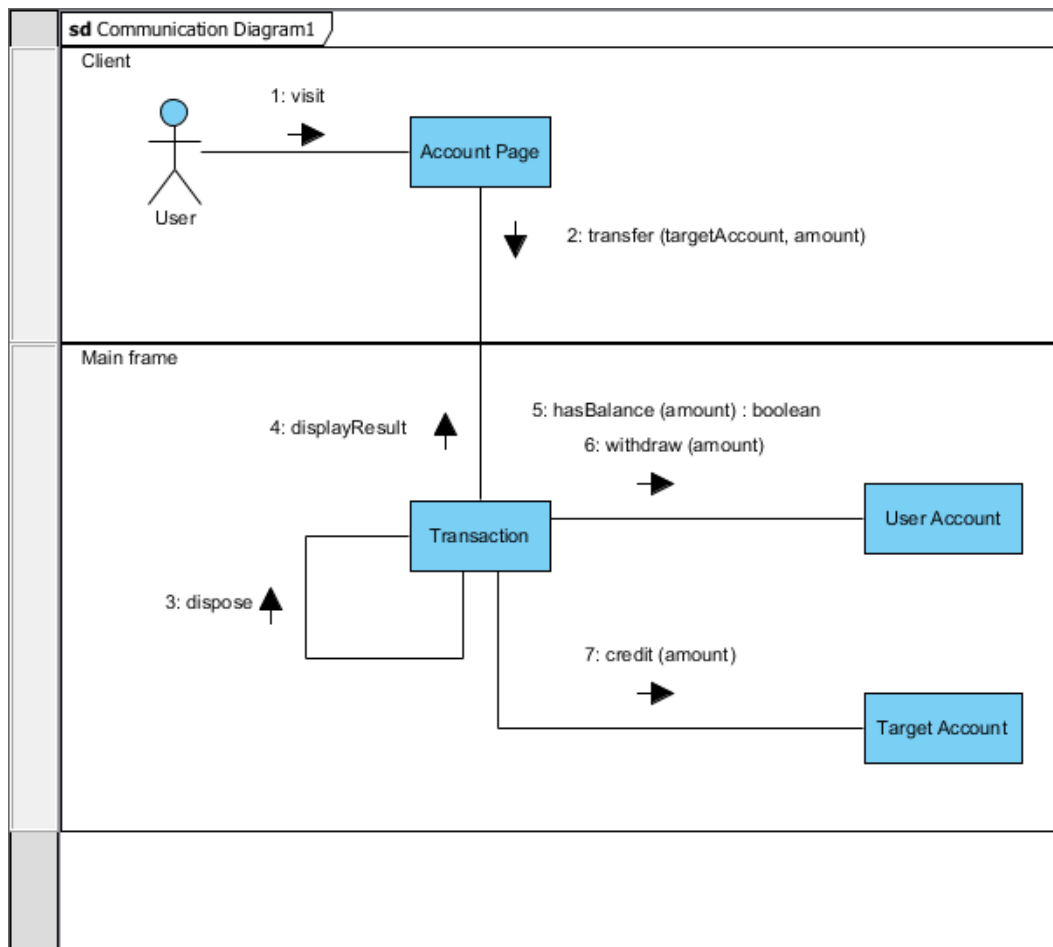 sd Communication Diagram1
Client
1: visit
Account Page
User
2: transfer (targetAccount, amount)
Main frame
5: hasBalance (amount) : boolean
4: displayResult
6: withdraw (amount)
User Account
Transaction
3: dispose
7: credit (amount)
Target Account